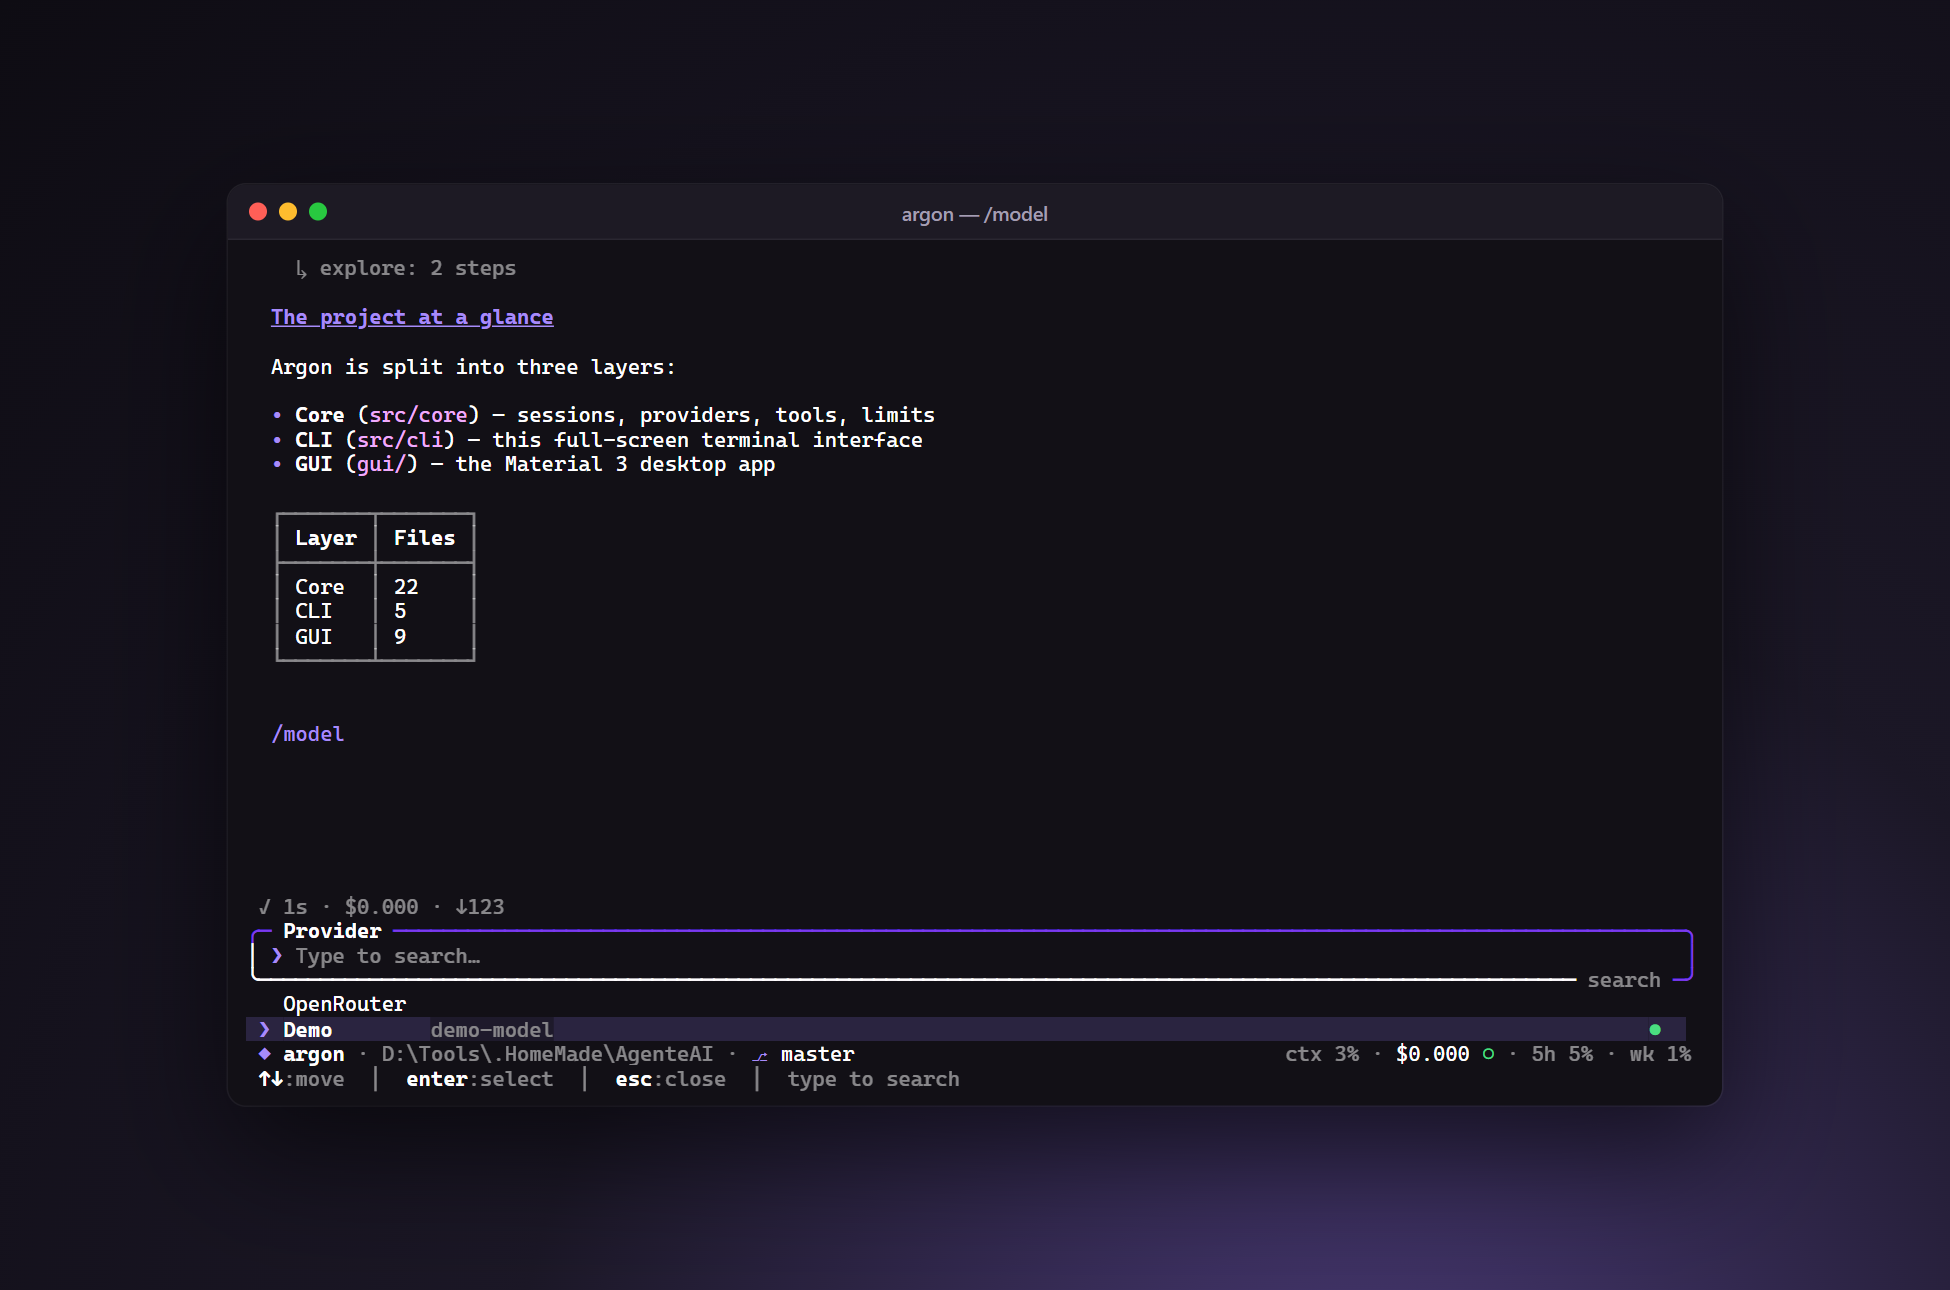 argon — /model
↳ explore: 2 steps
The project at a glance
Argon is split into three layers:
• Core (src/core) — sessions, providers, tools, limits
• CLI (src/cli) — this full-screen terminal interface
• GUI (gui/) — the Material 3 desktop app
Layer Files
Core 22
CLI 5
GUI 9
/model
√ 1s · $0.000 · ↓123
Provider
❯ Type to search…
search
OpenRouter
❯ Demo demo-model ●
◆ argon · D:\Tools\.HomeMade\AgenteAI · ⎇ master ctx 3% · $0.000 ○ · 5h 5% · wk 1%
↑↓:move │ enter:select │ esc:close │ type to search